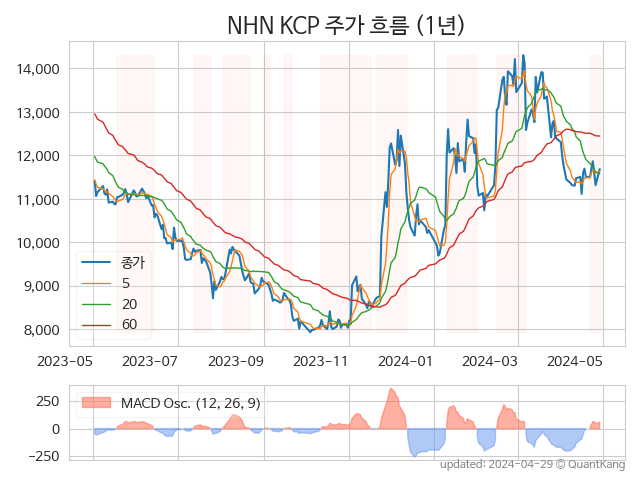 NHN KCP 주가 흐름 (1년)
14,000
13,000
12,000
11,000
10,000
9,000
8,000
종가
5
20
60
2023-05 2023-07 2023-09 2023-11 2024-01 2024-03 2024-05
250
0
−250
MACD Osc. (12, 26, 9)
updated: 2024-04-29 © QuantKang